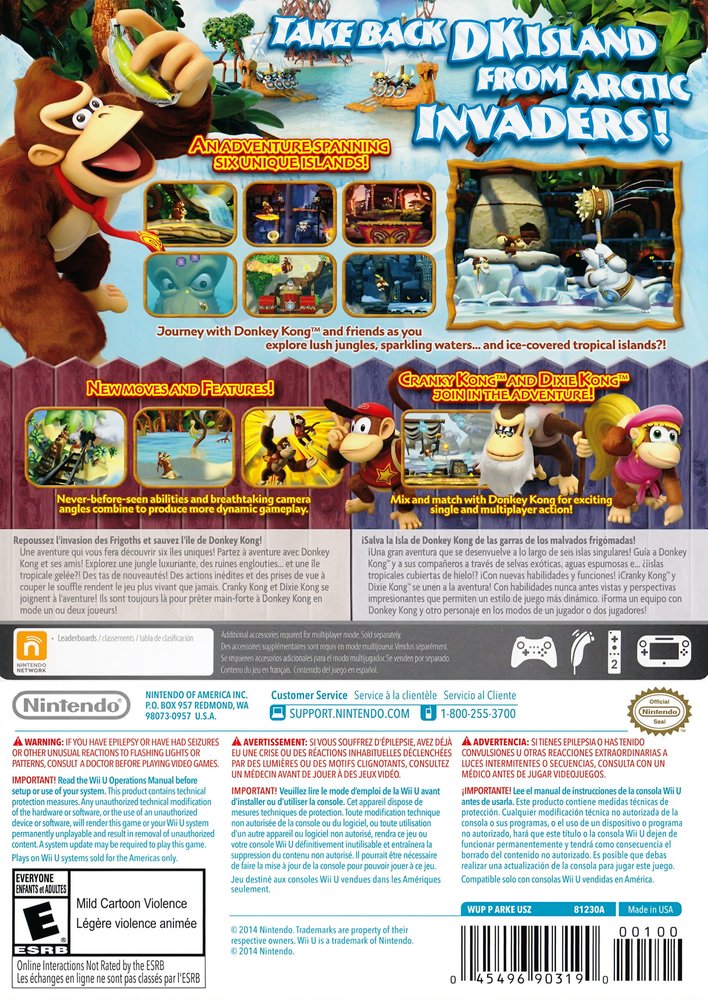 TAKE BACK DK ISLAND
FROM ARCTIC
INVADERS!
AN ADVENTURE SPANNING
SIX UNIQUE ISLANDS!
Journey with Donkey Kong™ and friends as you
explore lush jungles, sparkling waters... and ice-covered tropical islands?!
NEW MOVES AND FEATURES!
Never-before-seen abilities and breathtaking camera
angles combine to produce more dynamic gameplay.
CRANKY KONG™ AND DIXIE KONG™
JOIN IN THE ADVENTURE!
Mix and match with Donkey Kong for exciting
single and multiplayer action!
Repoussez l'invasion des Frigoths et sauvez l'île de Donkey Kong!
Une aventure qui vous fera découvrir six îles uniques! Partez à aventure avec Donkey
Kong et ses amis! Explorez une jungle luxuriante, des ruines englouties... et une île
tropicale gelée?! Des tas de nouveautés! Des actions inédites et des prises de vue à
couper le souffle rendent le jeu plus vivant que jamais. Cranky Kong et Dixie Kong se
joignent à l'aventure! Ils sont toujours là pour prêter main-forte à Donkey Kong en
mode un ou deux joueurs!
¡Salva la Isla de Donkey Kong de las garras de los malvados frigómadas!
¡Una gran aventura que se desenvuelve a lo largo de seis islas singulares! Guía a Donkey
Kong™ y a sus compañeros a través de selvas exóticas, aguas espumosas e... ¿¡islas
tropicales cubiertas de hielo!? ¡Con nuevas habilidades y funciones! ¡Cranky Kong™ y
Dixie Kong™ se unen a la aventura! Con habilidades nunca antes vistas y perspectivas
impresionantes que permiten un estilo de juego más dinámico. ¡Forma un equipo con
Donkey Kong y otro personaje en los modos de un jugador o dos jugadores!
NINTENDO
NETWORK
• Leaderboards / classements / tabla de clasificación
Additional accessories required for multiplayer mode. Sold separately.
Des accessoires supplémentaires sont requis en mode multijoueur. Vendus séparément.
Se requieren accesorios adicionales para el modo multijugador. Se venden por separado.
Contenu du jeu en français. Contenido del juego en español.
2
Nintendo
NINTENDO OF AMERICA INC.
P.O. BOX 957 REDMOND, WA
98073-0957 U.S.A.
Customer Service Service à la clientèle Servicio al Cliente
SUPPORT.NINTENDO.COM 1-800-255-3700
Official
Nintendo
Seal
WARNING: IF YOU HAVE EPILEPSY OR HAVE HAD SEIZURES
OR OTHER UNUSUAL REACTIONS TO FLASHING LIGHTS OR
PATTERNS, CONSULT A DOCTOR BEFORE PLAYING VIDEO GAMES.
IMPORTANT! Read the Wii U Operations Manual before
setup or use of your system. This product contains technical
protection measures. Any unauthorized technical modification
of the hardware or software, or the use of an unauthorized
device or software, will render this game or your Wii U system
permanently unplayable and result in removal of unauthorized
content. A system update may be required to play this game.
Plays on Wii U systems sold for the Americas only.
AVERTISSEMENT: SI VOUS SOUFFREZ D'ÉPILEPSIE, AVEZ DÉJÀ
EU UNE CRISE OU DES RÉACTIONS INHABITUELLES DÉCLENCHÉES
PAR DES LUMIÈRES OU DES MOTIFS CLIGNOTANTS, CONSULTEZ
UN MÉDECIN AVANT DE JOUER À DES JEUX VIDÉO.
IMPORTANT! Veuillez lire le mode d'emploi de la Wii U avant
d'installer ou d'utiliser la console. Cet appareil dispose de
mesures techniques de protection. Toute modification technique
non autorisée de la console ou du logiciel, ou toute utilisation
d'un autre appareil ou logiciel non autorisé, rendra ce jeu ou
votre console Wii U définitivement inutilisable et entraînera la
suppression du contenu non autorisé. Il pourrait être nécessaire
de faire la mise à jour de la console pour pouvoir jouer à ce jeu.
Jeu destiné aux consoles Wii U vendues dans les Amériques
seulement.
ADVERTENCIA: SI TIENES EPILEPSIA O HAS TENIDO
CONVULSIONES U OTRAS REACCIONES EXTRAORDINARIAS A
LUCES INTERMITENTES O SECUENCIAS, CONSULTA CON UN
MÉDICO ANTES DE JUGAR VIDEOJUEGOS.
¡IMPORTANTE! Lee el manual de instrucciones de la consola Wii U
antes de usarla. Este producto contiene medidas técnicas de
protección. Cualquier modificación técnica no autorizada de la
consola o sus programas, o el uso de un dispositivo o programa
no autorizado, hará que este título o la consola Wii U dejen de
funcionar permanentemente y tendrá como consecuencia el
borrado del contenido no autorizado. Es posible que debas
realizar una actualización de la consola para jugar este juego.
Compatible solo con consolas Wii U vendidas en América.
EVERYONE
ENFANTS et ADULTES
E
ESRB
Mild Cartoon Violence
Légère violence animée
Online Interactions Not Rated by the ESRB
Les échanges en ligne ne sont pas classés par l'ESRB
© 2014 Nintendo. Trademarks are property of their
respective owners. Wii U is a trademark of Nintendo.
© 2014 Nintendo.
WUP P ARKE USZ 81230A Made in USA
00100
0 45496 90319 0